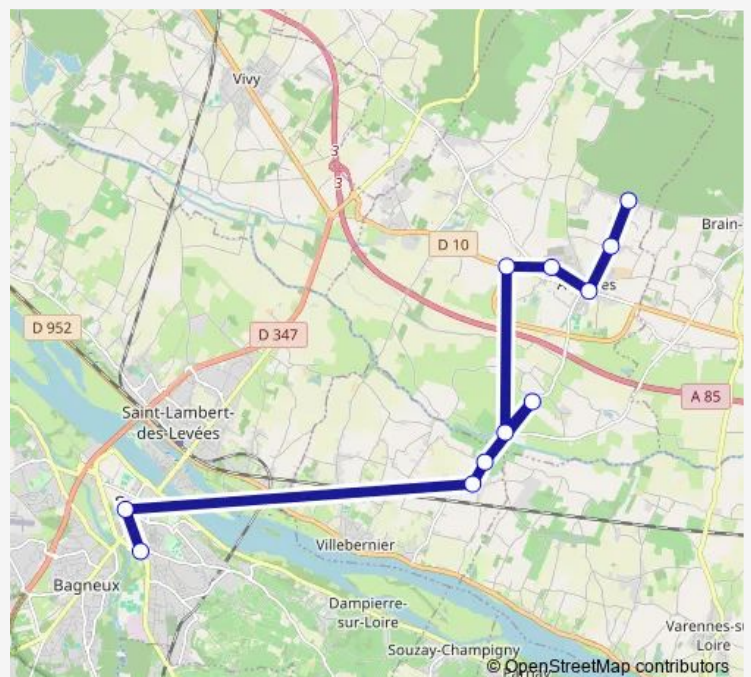 Vivy
3
3
Brain-
D 10
D 952
D 347
A 85
Saint-Lambert-
des-Levées
Villebernier
Bagneux
Dampierre-
sur-Loire
Varennes-su
Loire
Souzay-Champigny
© OpenStreetMap contributors